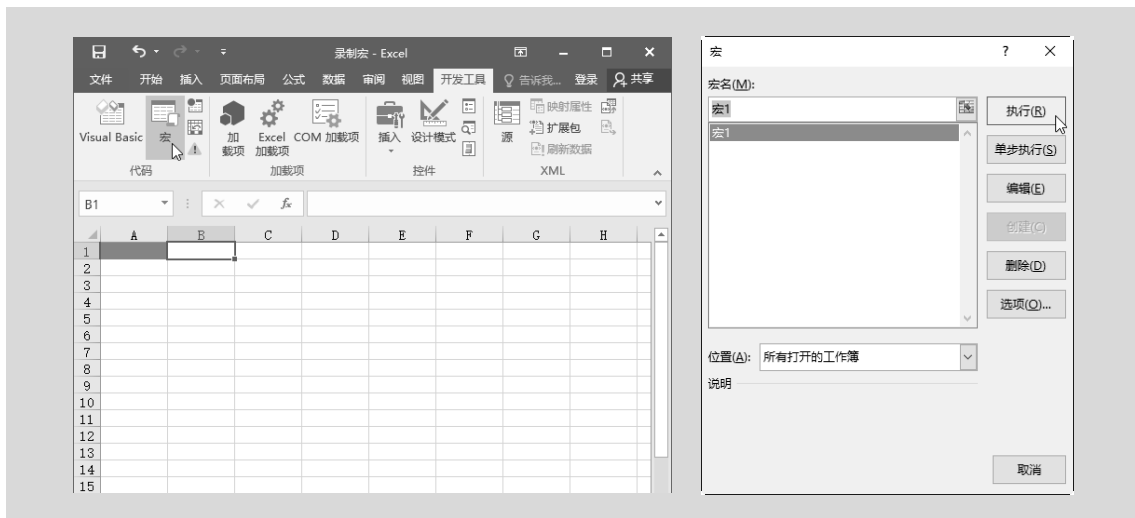 录制宏 - Excel
文件 开始 插入 页面布局 公式 数据 审阅 视图 开发工具 告诉我... 登录 共享
Visual Basic 宏
代码
加载项 Excel 加载项 COM 加载项
加载项
插入 设计模式
控件
源 映射属性
扩展包
刷新数据
XML
B1 fx
A B C D E F G H
1
2
3
4
5
6
7
8
9
10
11
12
13
14
15
宏 ? ×
宏名(M):
宏1
宏1
执行(R)
单步执行(S)
编辑(E)
创建(C)
删除(D)
选项(O)...
位置(A): 所有打开的工作簿
说明
取消